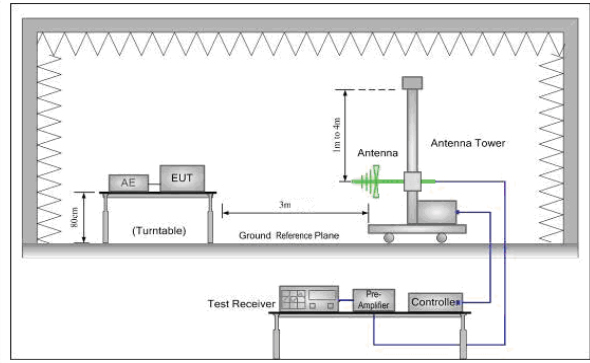 1m to 4m
Antenna
Antenna Tower
AE
EUT
80cm
(Turntable)
3m
Ground Reference Plane
Test Receiver
Pre-
Amplifier
Controller